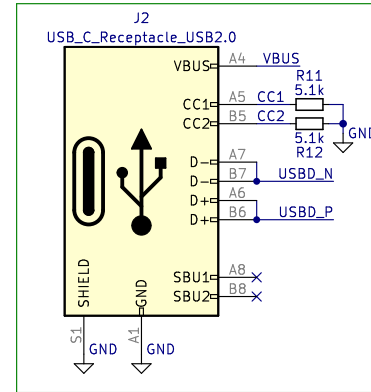 J2
USB_C_Receptacle_USB2.0
VBUS A4 VBUS
R11
5.1k
CC1 A5 CC1
CC2 B5 CC2
GND
5.1k
R12
D- A7
D- B7 USBD_N
D+ A6
D+ B6 USBD_P
SBU1 A8
SBU2 B8
SHIELD
GND
S1 GND
A1 GND